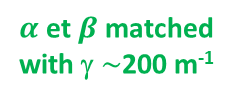 α et β matched
with γ ~200 m⁻¹